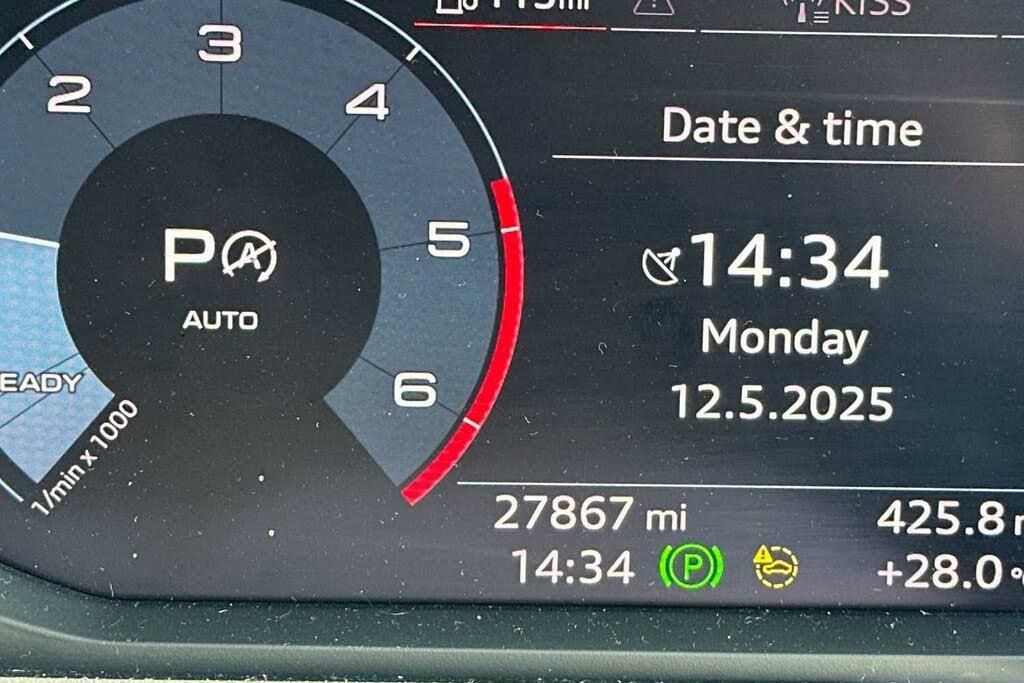 KISS
3
2
4
Date & time
5
P
A
14:34
AUTO
Monday
6
12.5.2025
1/min x 1000
27867 mi
425.8
14:34
P
+28.0